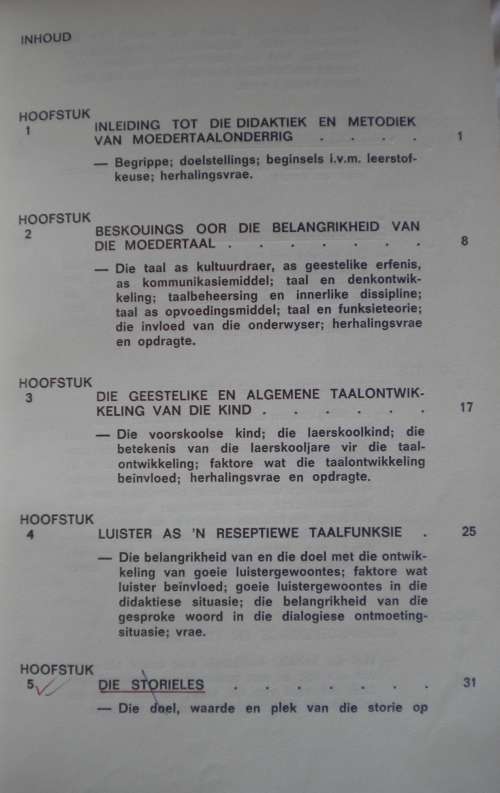 INHOUD
HOOFSTUK
1 INLEIDING TOT DIE DIDAKTIEK EN METODIEK
VAN MOEDERTAALONDERRIG . . . . 1
— Begrippe; doelstellings; beginsels i.v.m. leerstof-
keuse; herhalingsvrae.
HOOFSTUK
2 BESKOUINGS OOR DIE BELANGRIKHEID VAN
DIE MOEDERTAAL . . . . . . . 8
— Die taal as kultuurdraer, as geestelike erfenis,
as kommunikasiemiddel; taal en denkontwik-
keling; taalbeheersing en innerlike dissipline;
taal as opvoedingsmiddel; taal en funksieteorie;
die invloed van die onderwyser; herhalingsvrae
en opdragte.
HOOFSTUK
3 DIE GEESTELIKE EN ALGEMENE TAALONTWIK-
KELING VAN DIE KIND . . . . . . 17
— Die voorskoolse kind; die laerskoolkind; die
betekenis van die laerskooljare vir die taal-
ontwikkeling; faktore wat die taalontwikkeling
beïnvloed; herhalingsvrae en opdragte.
HOOFSTUK
4 LUISTER AS 'N RESEPTIEWE TAALFUNKSIE . 25
— Die belangrikheid van en die doel met die ontwik-
keling van goeie luistergewoontes; faktore wat
luister beïnvloed; goeie luistergewoontes in die
didaktiese situasie; die belangrikheid van die
gesproke woord in die dialogiese ontmoeting-
situasie; vrae.
HOOFSTUK
5 DIE STORIELES . . . . . . . 31
— Die doel, waarde en plek van die storie op